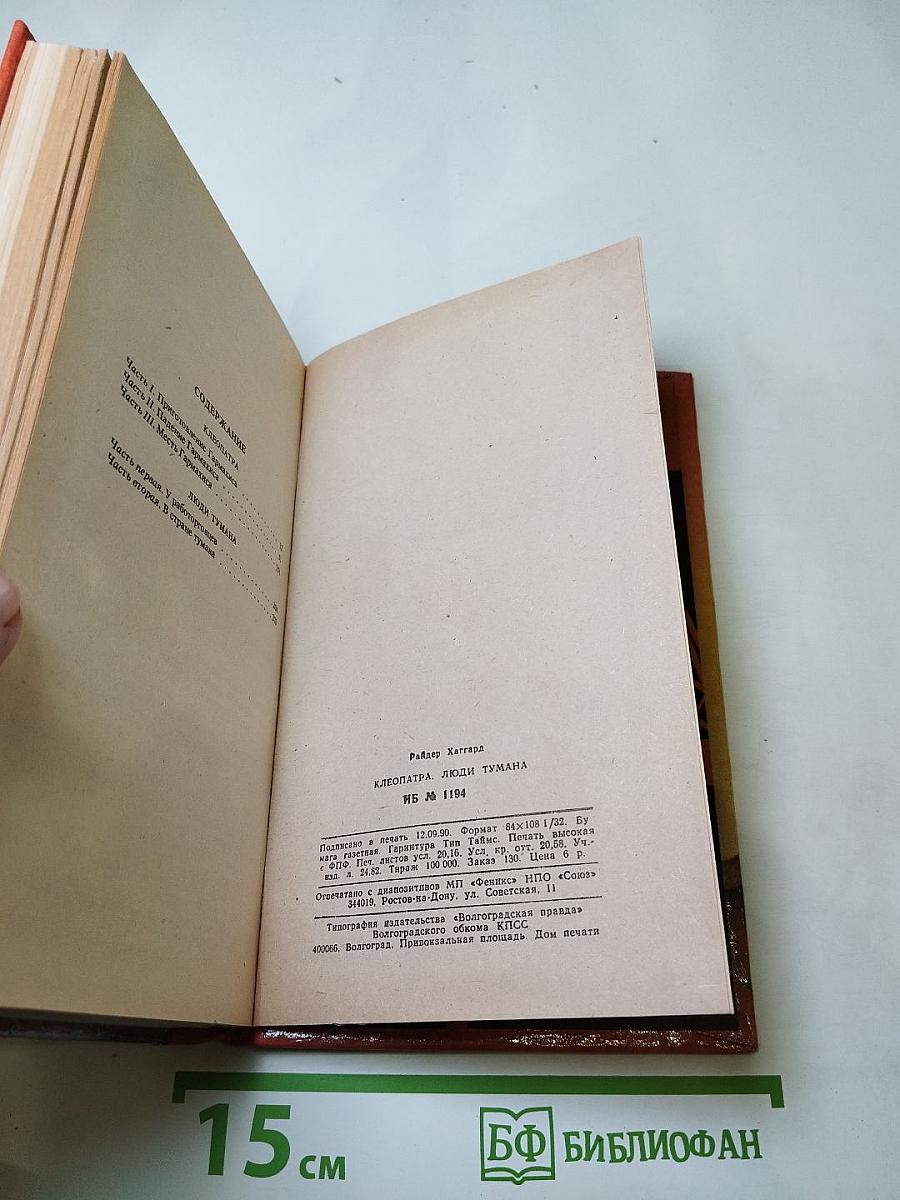 СОДЕРЖАНИЕ
КЛЕОПАТРА
Часть I. Приготовление Гармахиса
Часть II. Падение Гармахиса
Часть III. Месть Гармахиса
ЛЮДИ ТУМАНА
Часть первая. У работорговцев
Часть вторая. В стране тумана
Райдер Хаггард
КЛЕОПАТРА. ЛЮДИ ТУМАНА
НБ № 1194
Подписано в печать 12.09.90. Формат 84×108 1/32. Бу
мага газетная. Гаринтура Тип Таймс. Печать высокая
с ФПФ. Печ. листов усл. 20,16. Усл. кр. отт. 20,58. Уч.-
изд. л. 24,62. Тираж 100 000. Заказ 130. Цена 6 р.
Отпечатано с диапозитивов МП «Феникс» НПО «Союз»
344019, Ростов-на-Дону, ул. Советская, 11
Типография издательства «Волгоградская правда»
Волгоградского обкома КПСС
400066. Волгоград. Привокзальная площадь. Дом печати
15 см
БФ БИБЛИОФАН